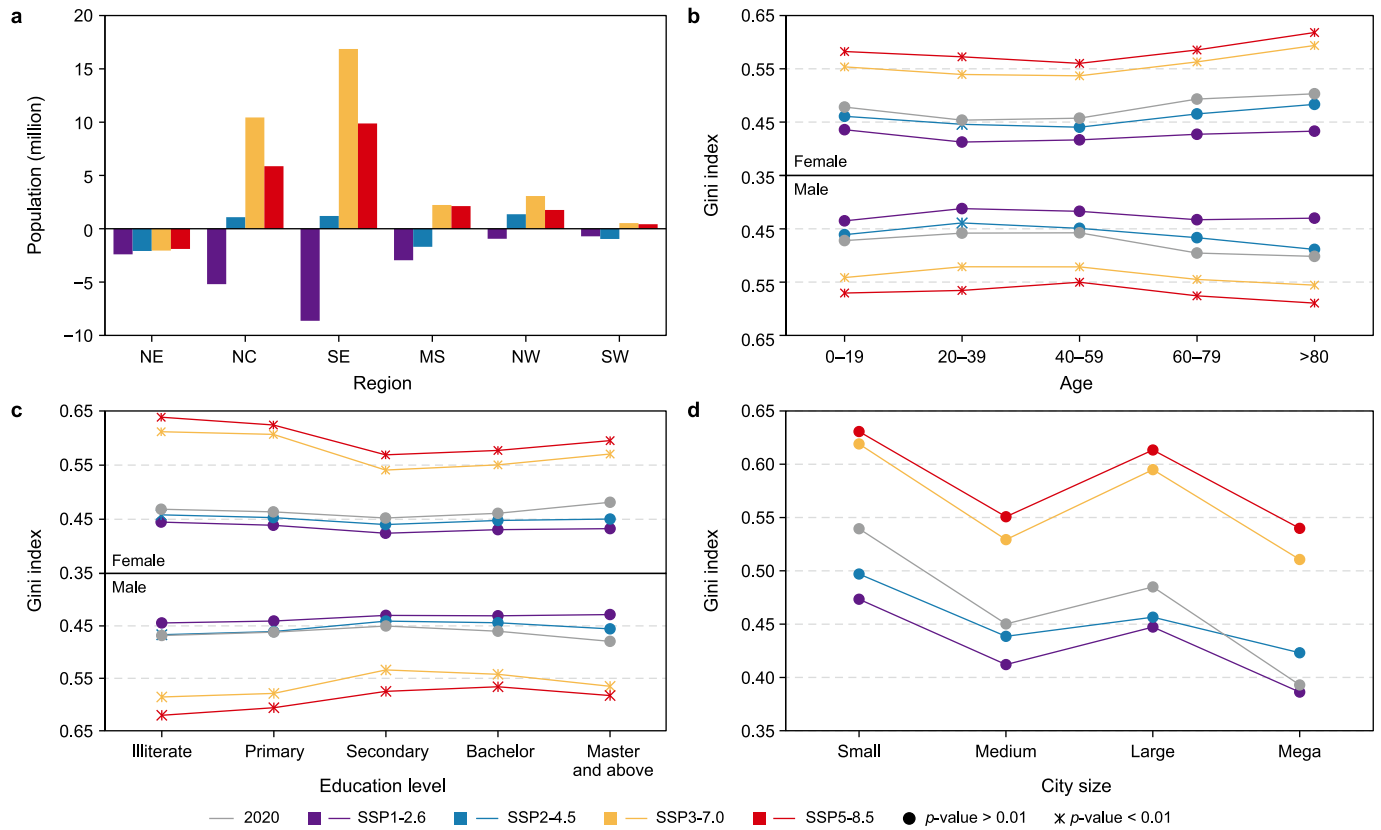 a
20
15
10
5
0
−5
−10
Population (million)
NE NC SE MS NW SW
Region
b
0.65
0.55
0.45
0.35
0.45
0.55
0.65
Gini index
Female
Male
0–19 20–39 40–59 60–79 >80
Age
c
0.65
0.55
0.45
0.35
0.45
0.55
0.65
Gini index
Female
Male
Illiterate Primary Secondary Bachelor Master
and above
Education level
d
0.65
0.60
0.55
0.50
0.45
0.40
0.35
Gini index
Small Medium Large Mega
City size
2020 SSP1-2.6 SSP2-4.5 SSP3-7.0 SSP5-8.5 p-value > 0.01 p-value < 0.01